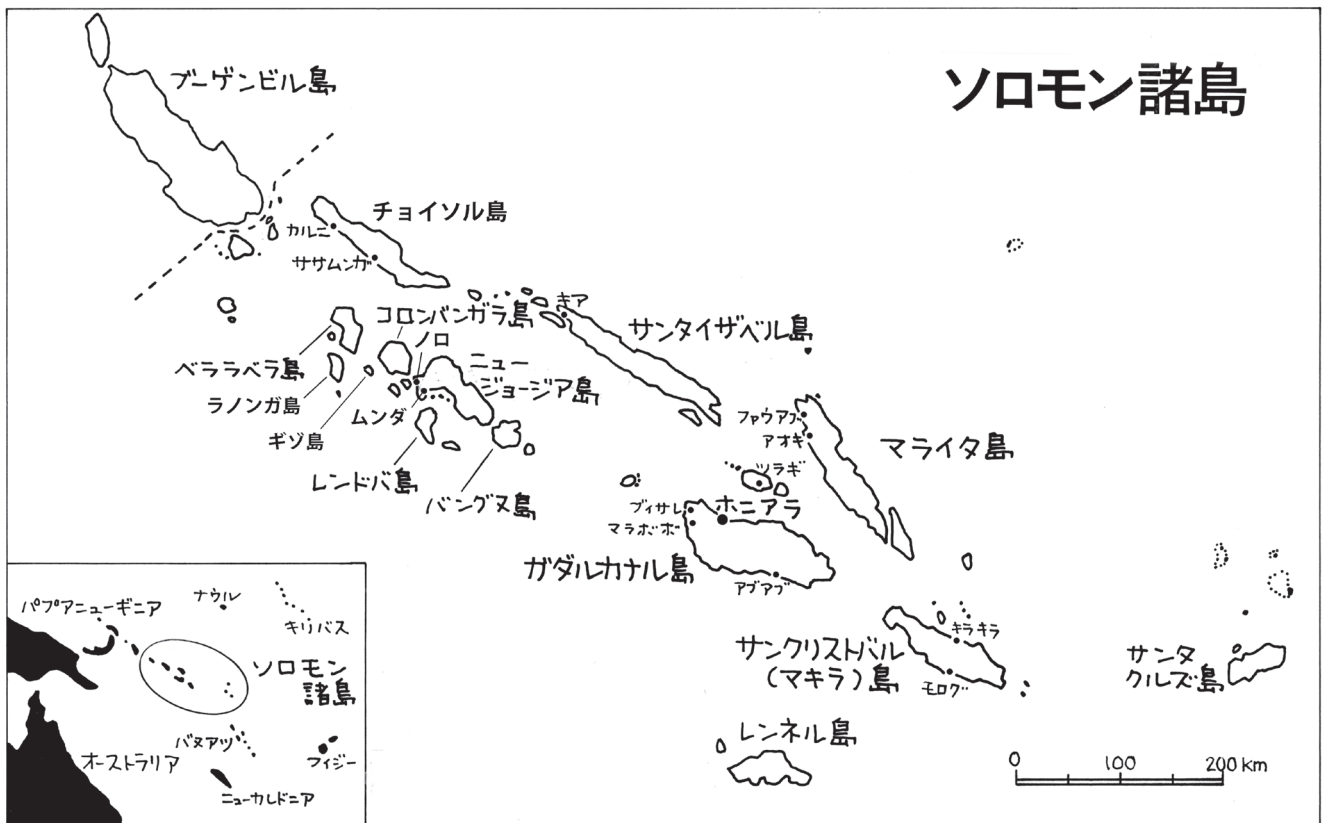 ソロモン諸島
ブーゲンビル島
チョイソル島
カルニ
ササムンガ
キア
コロンバンガラ島
サンタイザベル島
ノロ
ニュー
ジョージア島
ベララベラ島
ラノンガ島
ムンダ
ギゾ島
レンドバ島
バングヌ島
ファウアブ
アオキ
マライタ島
ツラギ
ブィサレ
ホニアラ
マラボボ
ガダルカナル島
アブアブ
キラキラ
サンクリストバル
(マキラ)島
モログ
サンタ
クルズ島
レンネル島
0 100 200km
ナウル
パプアニューギニア
キリバス
ソロモン
諸島
バヌアツ
オーストラリア
フィジー
ニューカレドニア